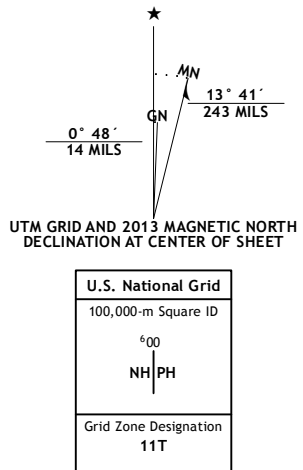 ★
MN
GN
13° 41´
243 MILS
0° 48´
14 MILS
UTM GRID AND 2013 MAGNETIC NORTH
DECLINATION AT CENTER OF SHEET
U.S. National Grid
100,000-m Square ID
⁶00
NH PH
Grid Zone Designation
11T